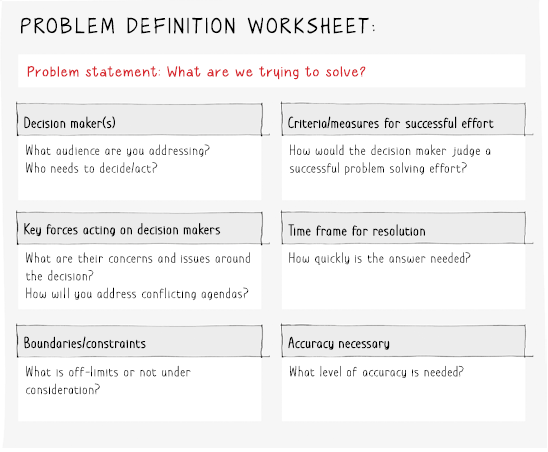 PROBLEM DEFINITION WORKSHEET:
Problem statement: What are we trying to solve?
Decision maker(s)
What audience are you addressing?
Who needs to decide/act?
Criteria/measures for successful effort
How would the decision maker judge a
successful problem solving effort?
Key forces acting on decision makers
What are their concerns and issues around
the decision?
How will you address conflicting agendas?
Time frame for resolution
How quickly is the answer needed?
Boundaries/constraints
What is off-limits or not under
consideration?
Accuracy necessary
What level of accuracy is needed?